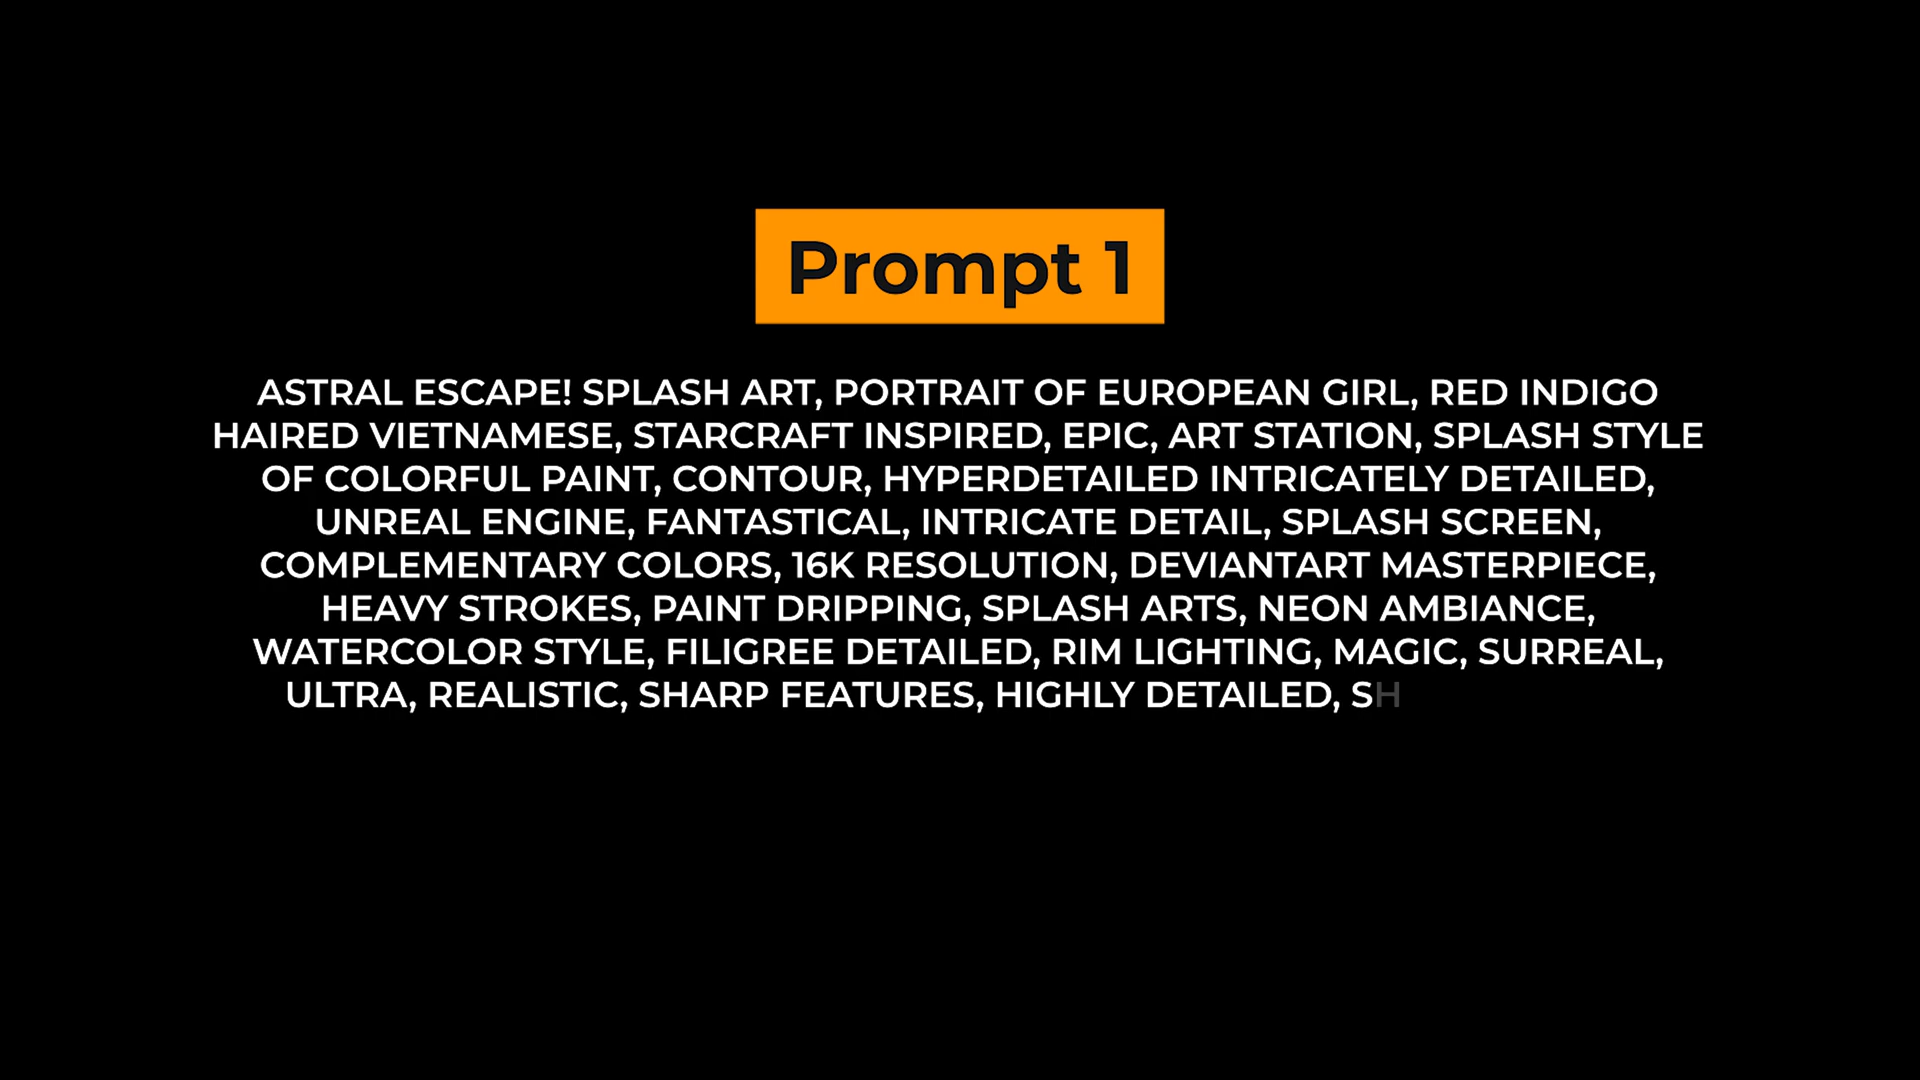 Prompt 1
ASTRAL ESCAPE! SPLASH ART, PORTRAIT OF EUROPEAN GIRL, RED INDIGO
HAIRED VIETNAMESE, STARCRAFT INSPIRED, EPIC, ART STATION, SPLASH STYLE
OF COLORFUL PAINT, CONTOUR, HYPERDETAILED INTRICATELY DETAILED,
UNREAL ENGINE, FANTASTICAL, INTRICATE DETAIL, SPLASH SCREEN,
COMPLEMENTARY COLORS, 16K RESOLUTION, DEVIANTART MASTERPIECE,
HEAVY STROKES, PAINT DRIPPING, SPLASH ARTS, NEON AMBIANCE,
WATERCOLOR STYLE, FILIGREE DETAILED, RIM LIGHTING, MAGIC, SURREAL,
ULTRA, REALISTIC, SHARP FEATURES, HIGHLY DETAILED, SH